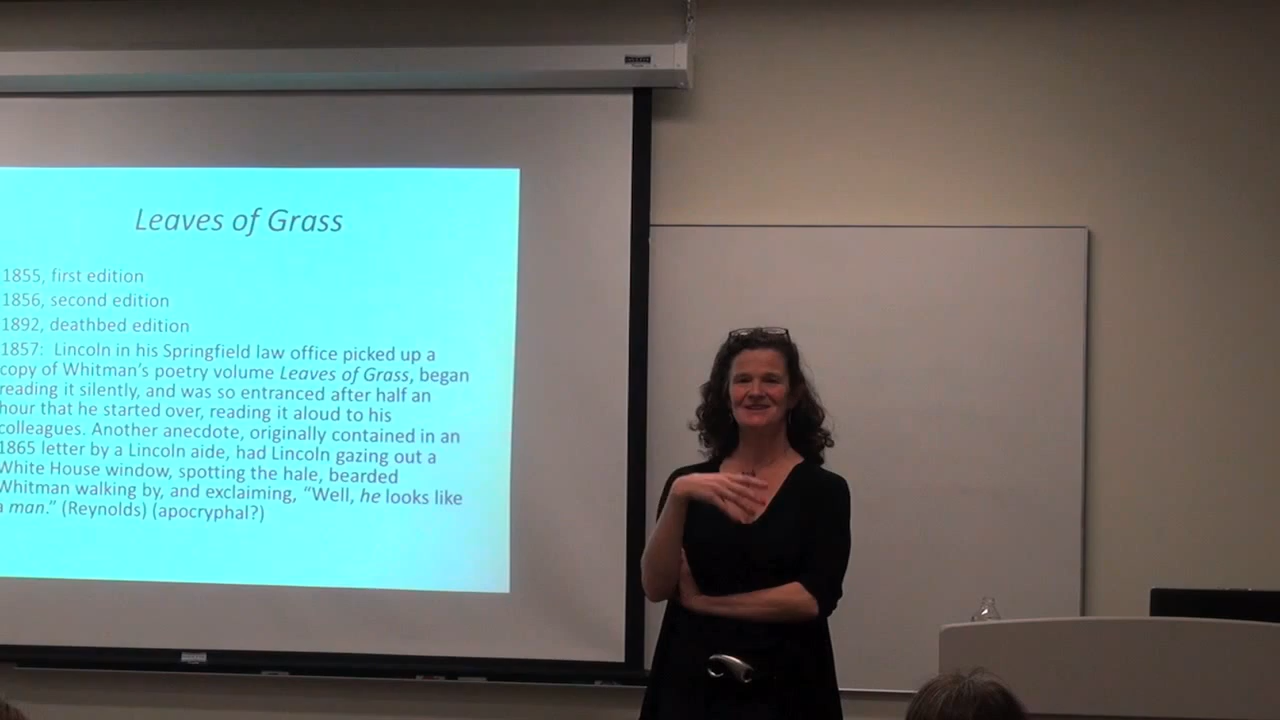 Leaves of Grass
1855, first edition
1856, second edition
1892, deathbed edition
1857: Lincoln in his Springfield law office picked up a
copy of Whitman's poetry volume Leaves of Grass, began
reading it silently, and was so entranced after half an
hour that he started over, reading it aloud to his
colleagues. Another anecdote, originally contained in an
1865 letter by a Lincoln aide, had Lincoln gazing out a
White House window, spotting the hale, bearded
Whitman walking by, and exclaiming, "Well, he looks like
a man." (Reynolds) (apocryphal?)